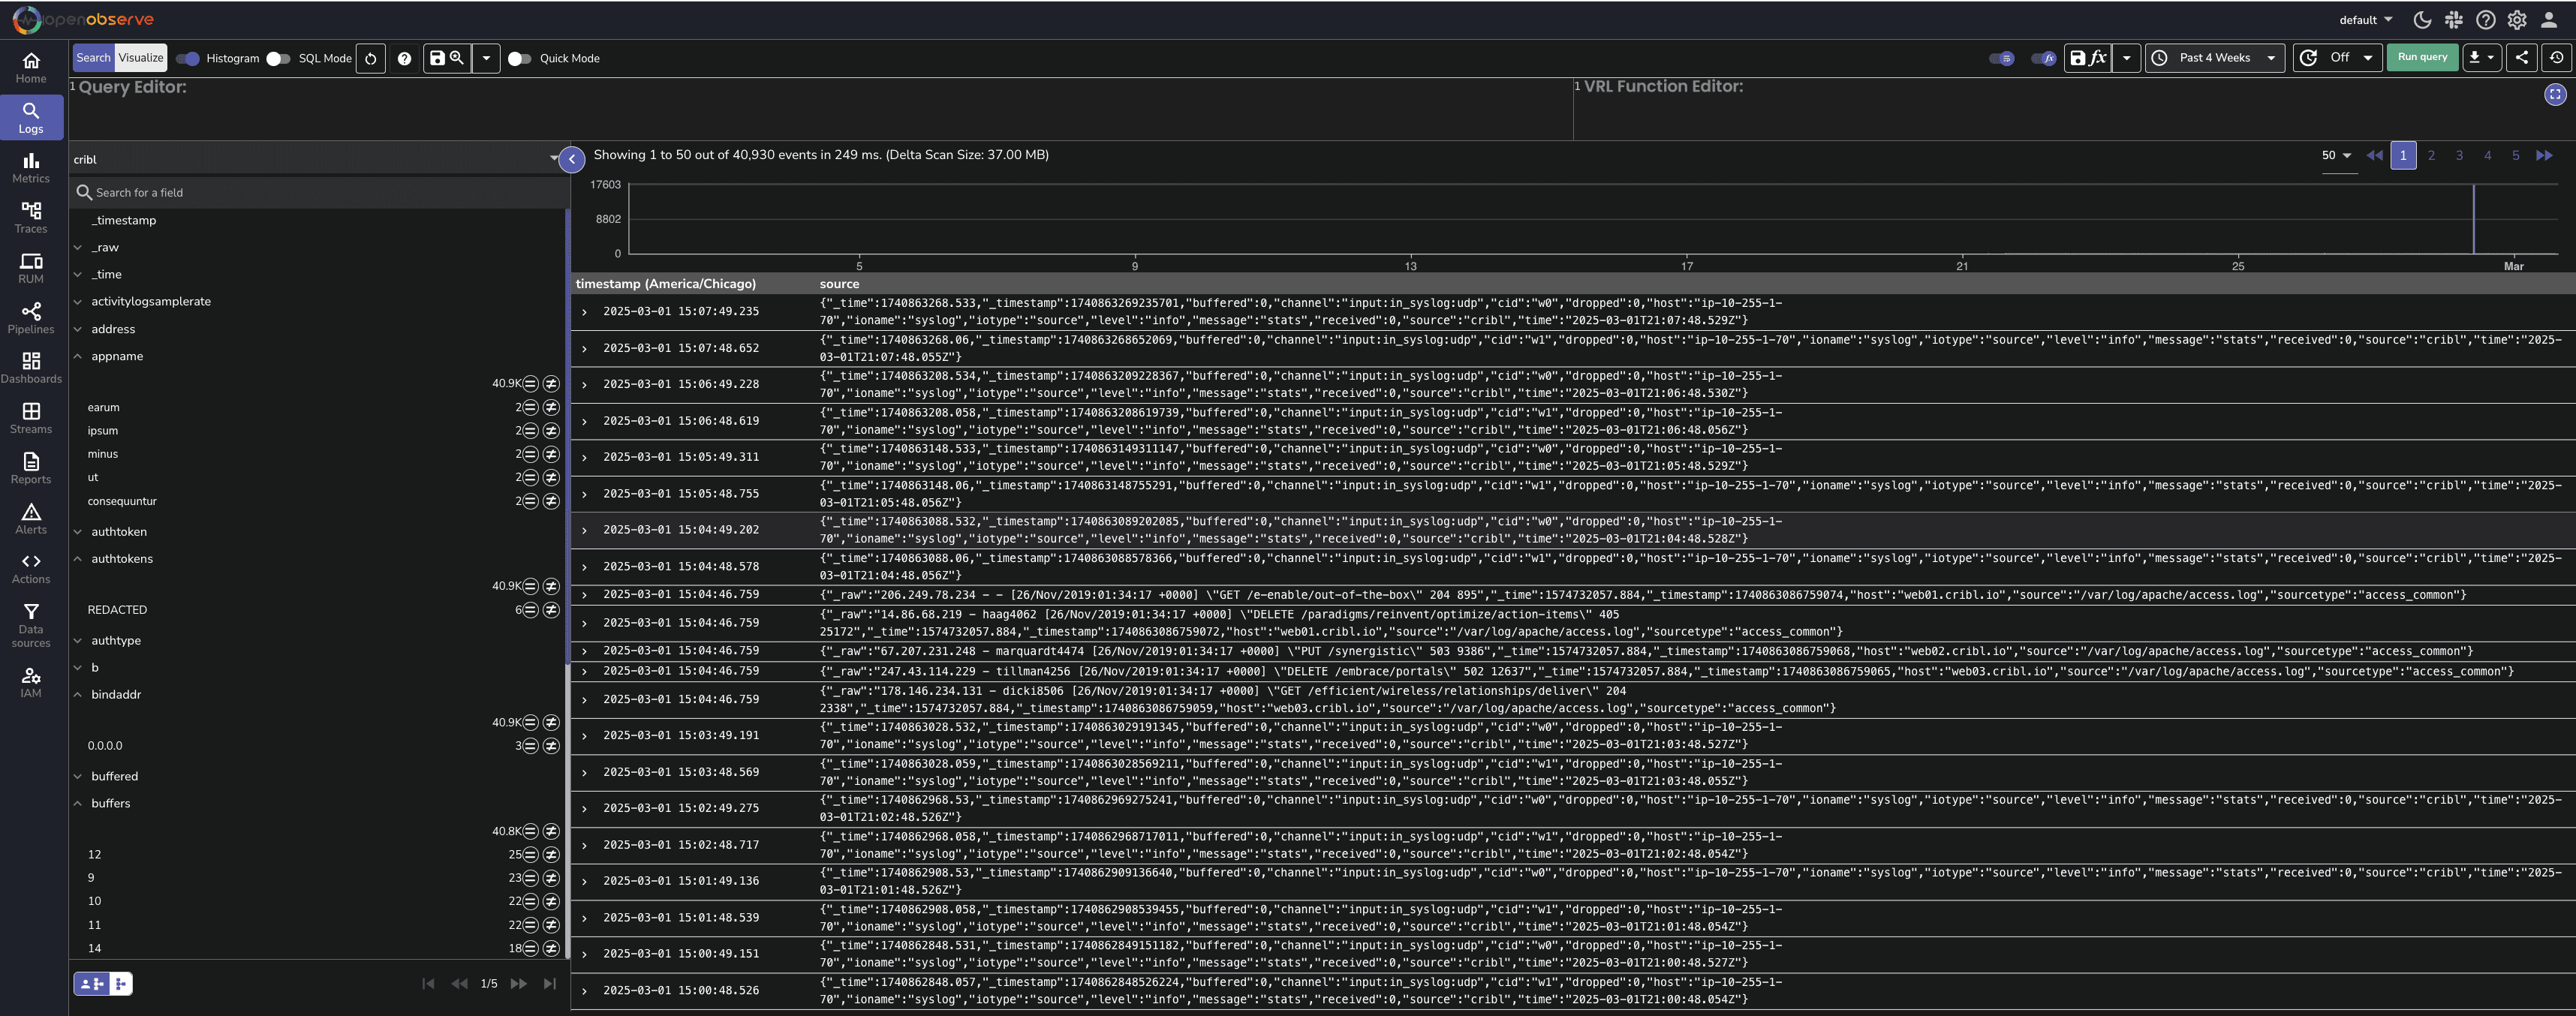 openobserve
default
Search Visualize Histogram SQL Mode Quick Mode fx fx Past 4 Weeks Off Run query
Home
Logs
Metrics
Traces
RUM
Pipelines
Dashboards
Streams
Reports
Alerts
Actions
Data
sources
IAM
1 Query Editor:
1 VRL Function Editor:
cribl
Search for a field
_timestamp
_raw
_time
activitylogsamplerate
address
appname
40.9K
earum 2
ipsum 2
minus 2
ut 2
consequuntur 2
authtoken
authtokens
40.9K
REDACTED 6
authtype
b
bindaddr
40.9K
0.0.0.0 3
buffered
buffers
40.8K
12 25
9 23
10 22
11 22
14 18
1/5
Showing 1 to 50 out of 40,930 events in 249 ms. (Delta Scan Size: 37.00 MB)
50 1 2 3 4 5
17603
8802
0
5 9 13 17 21 25 Mar
timestamp (America/Chicago) source
2025-03-01 15:07:49.235 {"_time":1740863268.533,"_timestamp":1740863269235701,"buffered":0,"channel":"input:in_syslog:udp","cid":"w0","dropped":0,"host":"ip-10-255-1-
70","ioname":"syslog","iotype":"source","level":"info","message":"stats","received":0,"source":"cribl","time":"2025-03-01T21:07:48.529Z"}
2025-03-01 15:07:48.652 {"_time":1740863268.06,"_timestamp":1740863268652069,"buffered":0,"channel":"input:in_syslog:udp","cid":"w1","dropped":0,"host":"ip-10-255-1-70","ioname":"syslog","iotype":"source","level":"info","message":"stats","received":0,"source":"cribl","time":"2025-
03-01T21:07:48.055Z"}
2025-03-01 15:06:49.228 {"_time":1740863208.534,"_timestamp":1740863209228367,"buffered":0,"channel":"input:in_syslog:udp","cid":"w0","dropped":0,"host":"ip-10-255-1-
70","ioname":"syslog","iotype":"source","level":"info","message":"stats","received":0,"source":"cribl","time":"2025-03-01T21:06:48.530Z"}
2025-03-01 15:06:48.619 {"_time":1740863208.058,"_timestamp":1740863208619739,"buffered":0,"channel":"input:in_syslog:udp","cid":"w1","dropped":0,"host":"ip-10-255-1-
70","ioname":"syslog","iotype":"source","level":"info","message":"stats","received":0,"source":"cribl","time":"2025-03-01T21:06:48.056Z"}
2025-03-01 15:05:49.311 {"_time":1740863148.533,"_timestamp":1740863149311147,"buffered":0,"channel":"input:in_syslog:udp","cid":"w0","dropped":0,"host":"ip-10-255-1-
70","ioname":"syslog","iotype":"source","level":"info","message":"stats","received":0,"source":"cribl","time":"2025-03-01T21:05:48.529Z"}
2025-03-01 15:05:48.755 {"_time":1740863148.06,"_timestamp":1740863148755291,"buffered":0,"channel":"input:in_syslog:udp","cid":"w1","dropped":0,"host":"ip-10-255-1-70","ioname":"syslog","iotype":"source","level":"info","message":"stats","received":0,"source":"cribl","time":"2025-
03-01T21:05:48.056Z"}
2025-03-01 15:04:49.202 {"_time":1740863088.532,"_timestamp":1740863089202085,"buffered":0,"channel":"input:in_syslog:udp","cid":"w0","dropped":0,"host":"ip-10-255-1-
70","ioname":"syslog","iotype":"source","level":"info","message":"stats","received":0,"source":"cribl","time":"2025-03-01T21:04:48.528Z"}
2025-03-01 15:04:48.578 {"_time":1740863088.06,"_timestamp":1740863088578366,"buffered":0,"channel":"input:in_syslog:udp","cid":"w1","dropped":0,"host":"ip-10-255-1-70","ioname":"syslog","iotype":"source","level":"info","message":"stats","received":0,"source":"cribl","time":"2025-
03-01T21:04:48.056Z"}
2025-03-01 15:04:46.759 {"_raw":"206.249.78.234 - - [26/Nov/2019:01:34:17 +0000] \"GET /e-enable/out-of-the-box\" 204 895","_time":1574732057.884,"_timestamp":1740863086759074,"host":"web01.cribl.io","source":"/var/log/apache/access.log","sourcetype":"access_common"}
2025-03-01 15:04:46.759 {"_raw":"14.86.68.219 - haag4062 [26/Nov/2019:01:34:17 +0000] \"DELETE /paradigms/reinvent/optimize/action-items\" 405
25172","_time":1574732057.884,"_timestamp":1740863086759072,"host":"web01.cribl.io","source":"/var/log/apache/access.log","sourcetype":"access_common"}
2025-03-01 15:04:46.759 {"_raw":"67.207.231.248 - marquardt4474 [26/Nov/2019:01:34:17 +0000] \"PUT /synergistic\" 503 9386","_time":1574732057.884,"_timestamp":1740863086759068,"host":"web02.cribl.io","source":"/var/log/apache/access.log","sourcetype":"access_common"}
2025-03-01 15:04:46.759 {"_raw":"247.43.114.229 - tillman4256 [26/Nov/2019:01:34:17 +0000] \"DELETE /embrace/portals\" 502 12637","_time":1574732057.884,"_timestamp":1740863086759065,"host":"web03.cribl.io","source":"/var/log/apache/access.log","sourcetype":"access_common"}
2025-03-01 15:04:46.759 {"_raw":"178.146.234.131 - dicki8506 [26/Nov/2019:01:34:17 +0000] \"GET /efficient/wireless/relationships/deliver\" 204
2338","_time":1574732057.884,"_timestamp":1740863086759059,"host":"web03.cribl.io","source":"/var/log/apache/access.log","sourcetype":"access_common"}
2025-03-01 15:03:49.191 {"_time":1740863028.532,"_timestamp":1740863029191345,"buffered":0,"channel":"input:in_syslog:udp","cid":"w0","dropped":0,"host":"ip-10-255-1-
70","ioname":"syslog","iotype":"source","level":"info","message":"stats","received":0,"source":"cribl","time":"2025-03-01T21:03:48.527Z"}
2025-03-01 15:03:48.569 {"_time":1740863028.059,"_timestamp":1740863028569211,"buffered":0,"channel":"input:in_syslog:udp","cid":"w1","dropped":0,"host":"ip-10-255-1-
70","ioname":"syslog","iotype":"source","level":"info","message":"stats","received":0,"source":"cribl","time":"2025-03-01T21:03:48.055Z"}
2025-03-01 15:02:49.275 {"_time":1740862968.53,"_timestamp":1740862969275241,"buffered":0,"channel":"input:in_syslog:udp","cid":"w0","dropped":0,"host":"ip-10-255-1-70","ioname":"syslog","iotype":"source","level":"info","message":"stats","received":0,"source":"cribl","time":"2025-
03-01T21:02:48.526Z"}
2025-03-01 15:02:48.717 {"_time":1740862968.058,"_timestamp":1740862968717011,"buffered":0,"channel":"input:in_syslog:udp","cid":"w1","dropped":0,"host":"ip-10-255-1-
70","ioname":"syslog","iotype":"source","level":"info","message":"stats","received":0,"source":"cribl","time":"2025-03-01T21:02:48.054Z"}
2025-03-01 15:01:49.136 {"_time":1740862908.53,"_timestamp":1740862909136640,"buffered":0,"channel":"input:in_syslog:udp","cid":"w0","dropped":0,"host":"ip-10-255-1-70","ioname":"syslog","iotype":"source","level":"info","message":"stats","received":0,"source":"cribl","time":"2025-
03-01T21:01:48.526Z"}
2025-03-01 15:01:48.539 {"_time":1740862908.058,"_timestamp":1740862908539455,"buffered":0,"channel":"input:in_syslog:udp","cid":"w1","dropped":0,"host":"ip-10-255-1-
70","ioname":"syslog","iotype":"source","level":"info","message":"stats","received":0,"source":"cribl","time":"2025-03-01T21:01:48.054Z"}
2025-03-01 15:00:49.151 {"_time":1740862848.531,"_timestamp":1740862849151182,"buffered":0,"channel":"input:in_syslog:udp","cid":"w0","dropped":0,"host":"ip-10-255-1-
70","ioname":"syslog","iotype":"source","level":"info","message":"stats","received":0,"source":"cribl","time":"2025-03-01T21:00:48.527Z"}
2025-03-01 15:00:48.526 {"_time":1740862848.057,"_timestamp":1740862848526224,"buffered":0,"channel":"input:in_syslog:udp","cid":"w1","dropped":0,"host":"ip-10-255-1-
70","ioname":"syslog","iotype":"source","level":"info","message":"stats","received":0,"source":"cribl","time":"2025-03-01T21:00:48.054Z"}